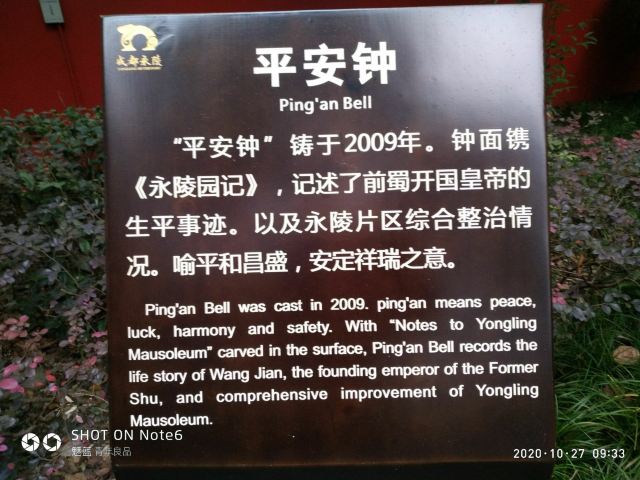 成都永陵
平安钟
Ping'an Bell
“平安钟”铸于2009年。钟面镌
《永陵园记》，记述了前蜀开国皇帝的
生平事迹。以及永陵片区综合整治情
况。喻平和昌盛，安定祥瑞之意。
Ping'an Bell was cast in 2009. ping'an means peace,
luck, harmony and safety. With “Notes to Yongling
Mausoleum” carved in the surface, Ping'an Bell records the
life story of Wang Jian, the founding emperor of the Former
Shu, and comprehensive improvement of Yongling
Mausoleum.
SHOT ON Note6
魅蓝 青年良品
2020·10·27 09:33